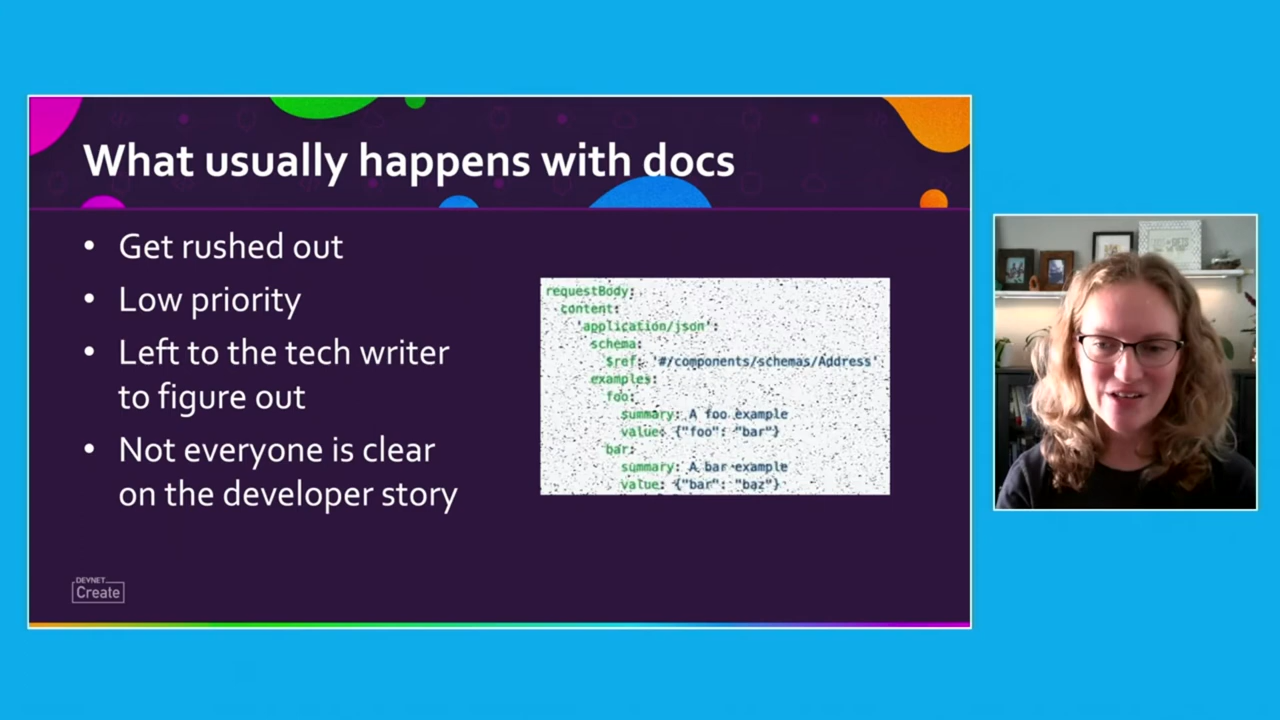 What usually happens with docs
• Get rushed out
• Low priority
• Left to the tech writer
to figure out
• Not everyone is clear
on the developer story
requestBody:
content:
'application/json':
schema:
$ref: '#/components/schemas/Address'
examples:
foo:
summary: A foo example
value: {"foo": "bar"}
bar:
summary: A bar example
value: {"bar": "baz"}
DEVNET
Create